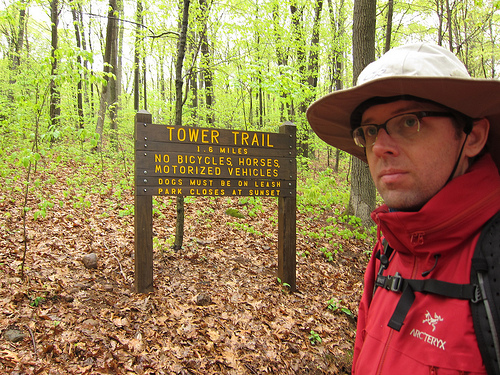 TOWER TRAIL
1.6 MILES
NO BICYCLES, HORSES,
MOTORIZED VEHICLES
DOGS MUST BE ON LEASH
PARK CLOSES AT SUNSET
ARC'TERYX